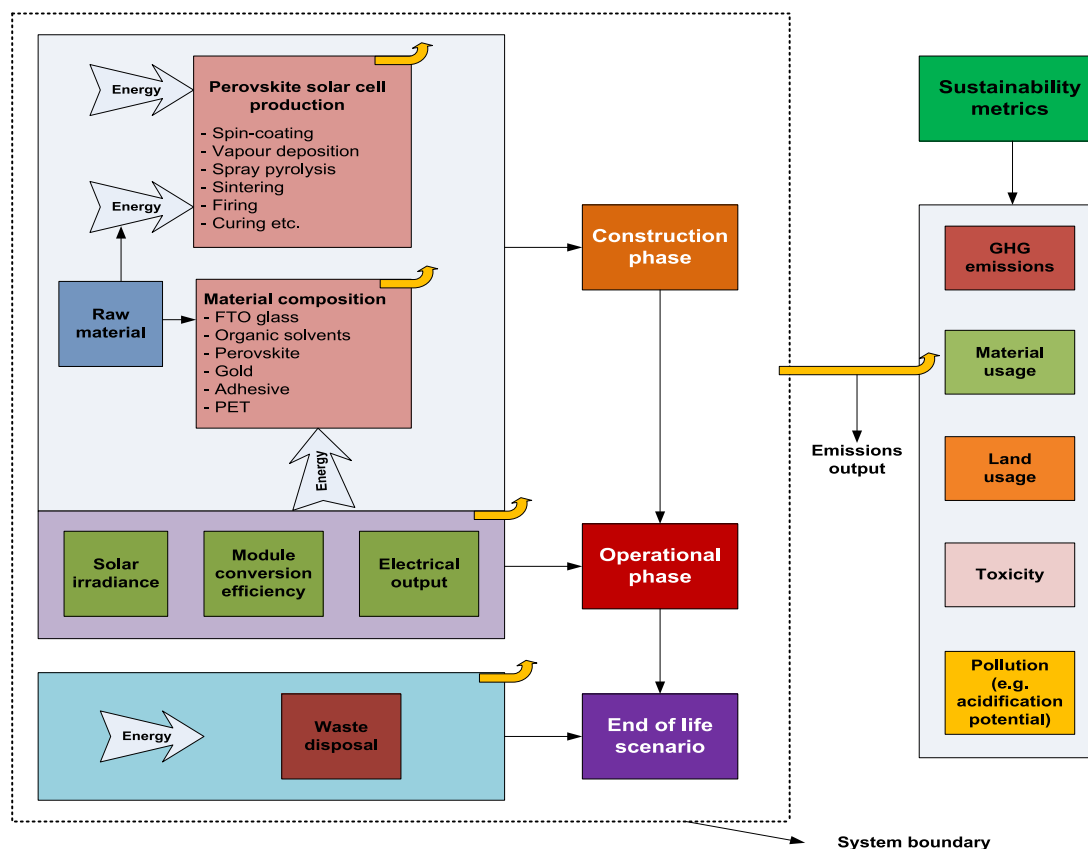 Energy
Perovskite solar cell
production
- Spin-coating
- Vapour deposition
- Spray pyrolysis
- Sintering
- Firing
- Curing etc.
Energy
Raw
material
Material composition
- FTO glass
- Organic solvents
- Perovskite
- Gold
- Adhesive
- PET
Energy
Construction
phase
Solar
irradiance
Module
conversion
efficiency
Electrical
output
Operational
phase
Energy
Waste
disposal
End of life
scenario
Emissions
output
Sustainability
metrics
GHG
emissions
Material
usage
Land
usage
Toxicity
Pollution
(e.g.
acidification
potential)
System boundary